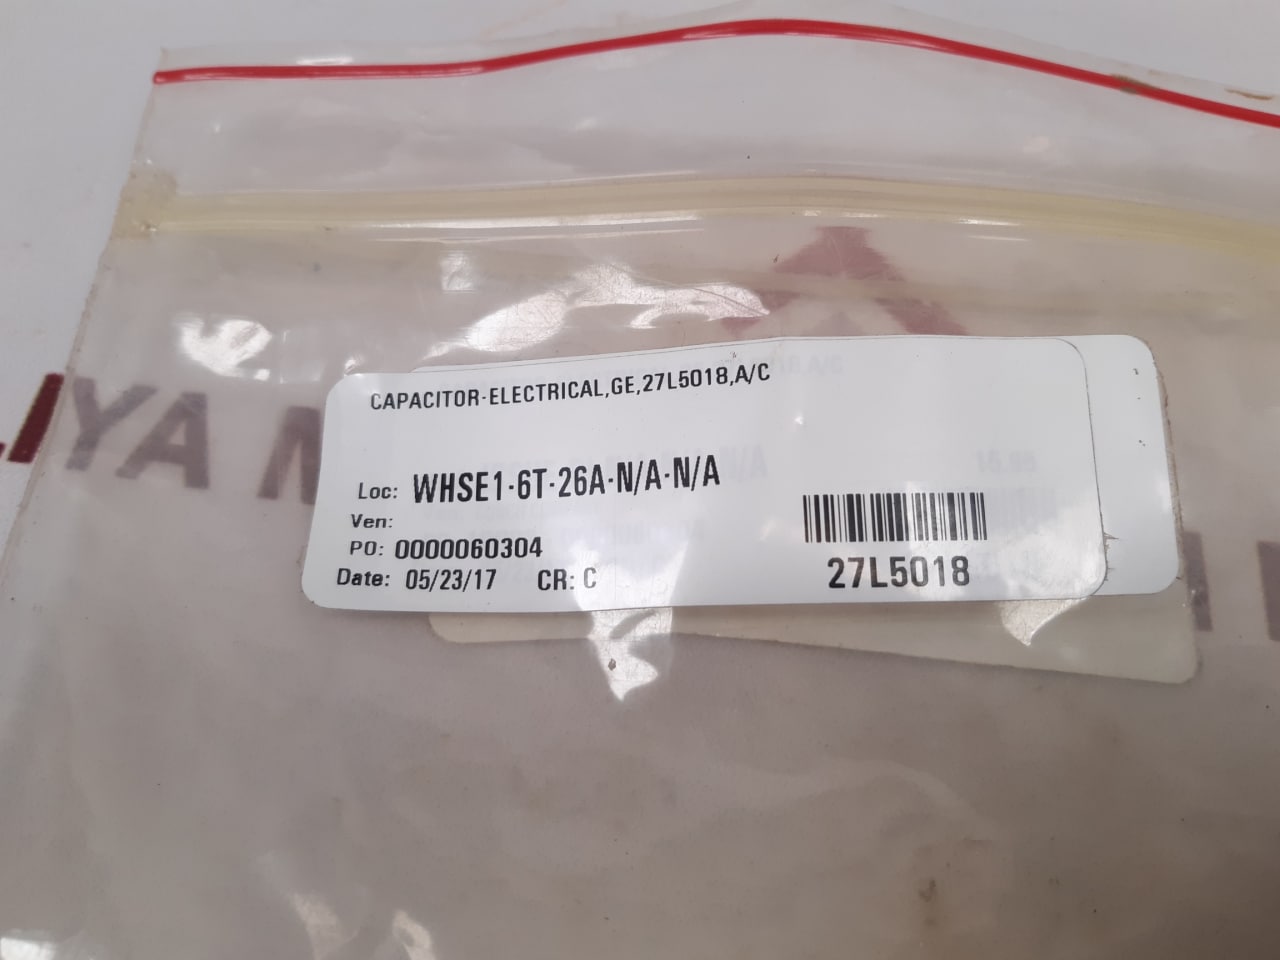 CAPACITOR-ELECTRICAL,GE,27L5018,A/C
Loc: WHSE1-6T-26A-N/A-N/A
Ven:
PO: 0000060304
Date: 05/23/17 CR: C
27L5018